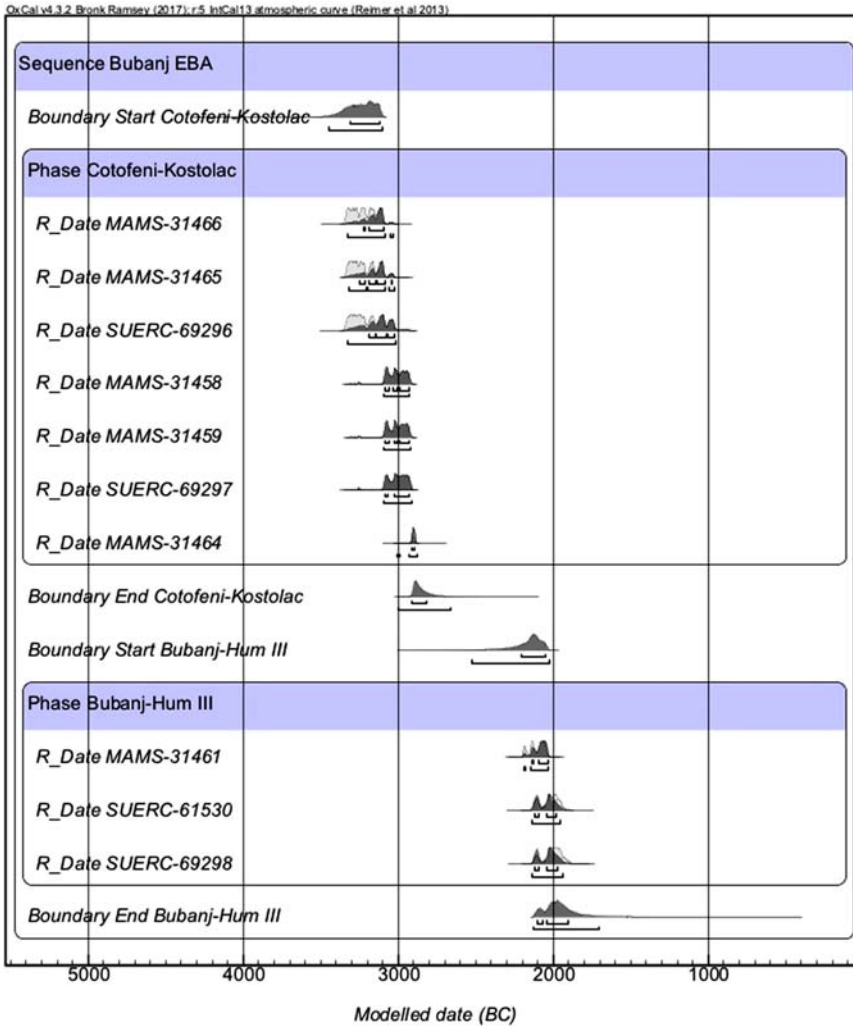 OxCal v4.3.2 Bronk Ramsey (2017); r:5 IntCal13 atmospheric curve (Reimer et al 2013)
Sequence Bubanj EBA
Boundary Start Cotofeni-Kostolac
Phase Cotofeni-Kostolac
R_Date MAMS-31466
R_Date MAMS-31465
R_Date SUERC-69296
R_Date MAMS-31458
R_Date MAMS-31459
R_Date SUERC-69297
R_Date MAMS-31464
Boundary End Cotofeni-Kostolac
Boundary Start Bubanj-Hum III
Phase Bubanj-Hum III
R_Date MAMS-31461
R_Date SUERC-61530
R_Date SUERC-69298
Boundary End Bubanj-Hum III
5000 4000 3000 2000 1000
Modelled date (BC)